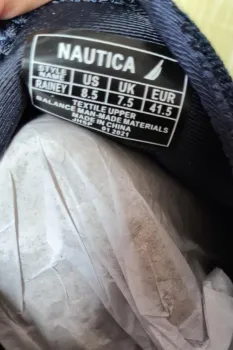 NAUTICA
STYLE NAME US UK EUR
RAINEY 8.5 7.5 41.5
TEXTILE UPPER
BALANCE MAN-MADE MATERIALS
MADE IN CHINA
JHSP 01 2021